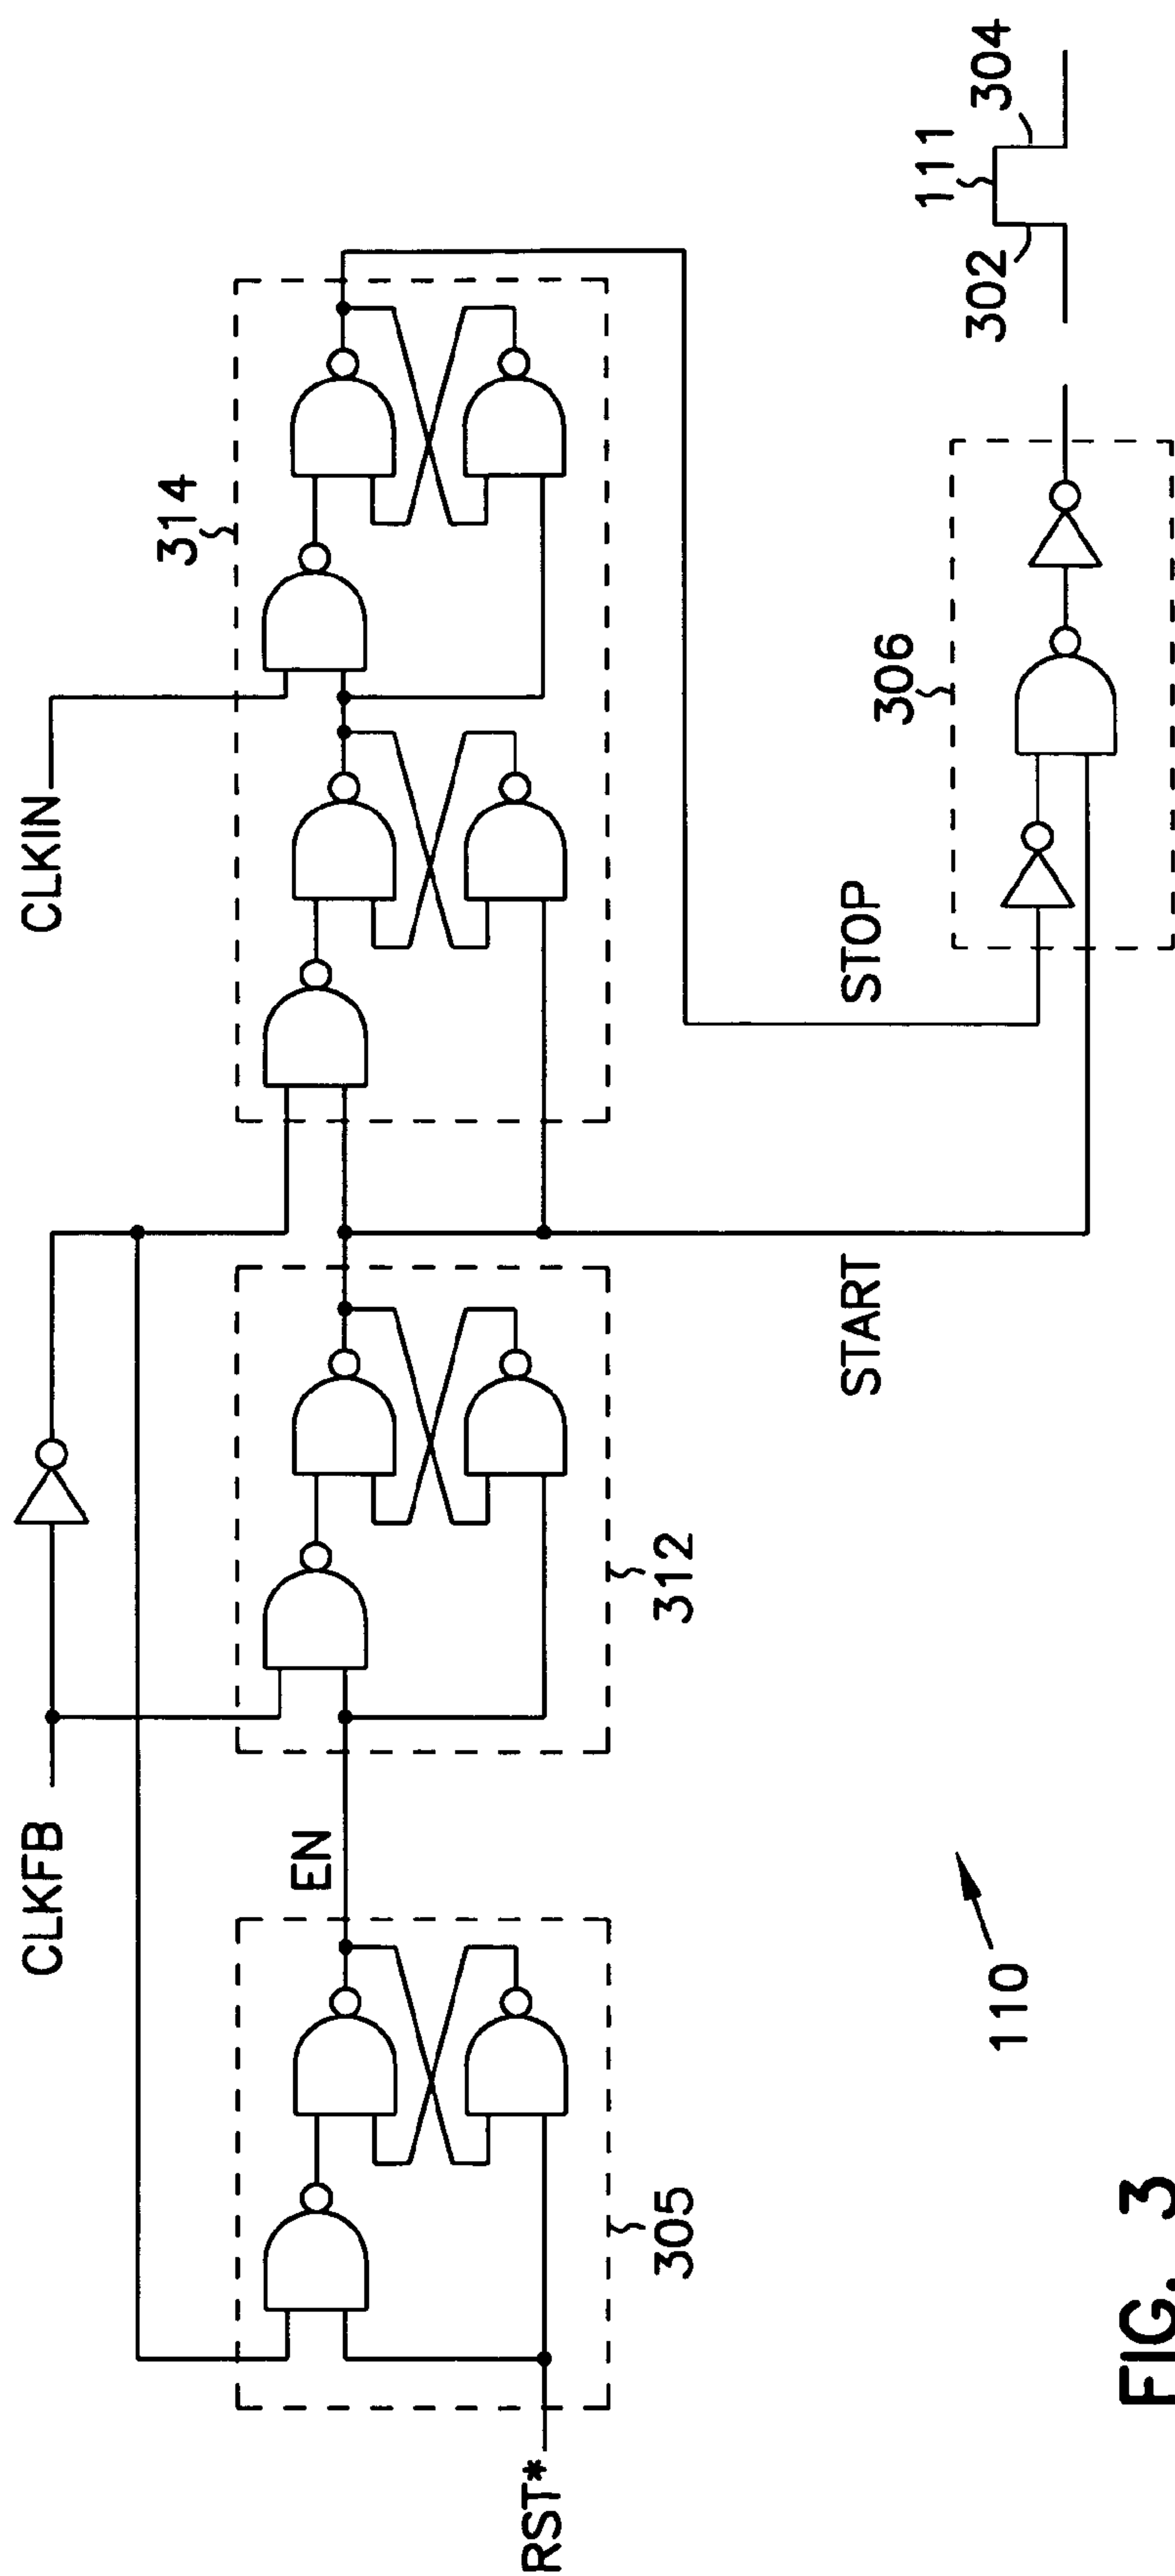 CLKFB
CLKIN
RST*
305
EN
312
314
START
STOP
306
302
111
304
110
FIG. 3